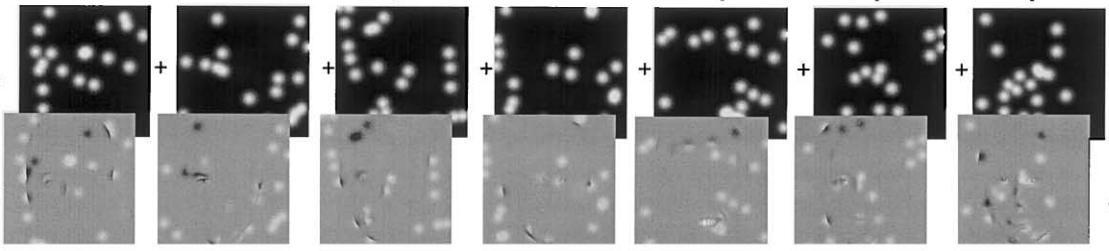 + + + + + +